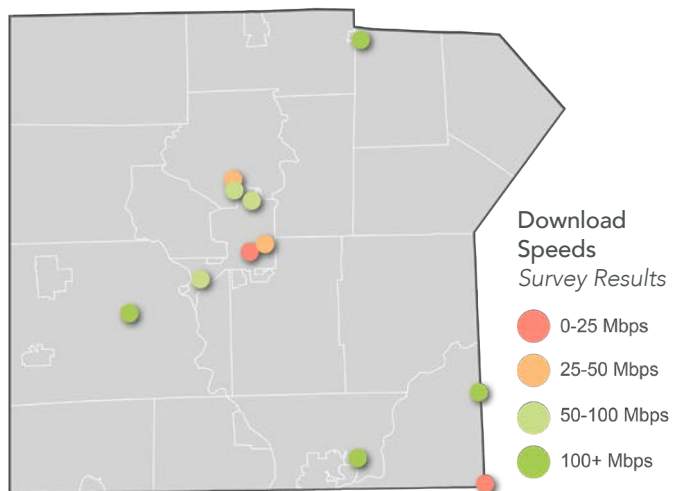 Download
Speeds
Survey Results
0-25 Mbps
25-50 Mbps
50-100 Mbps
100+ Mbps